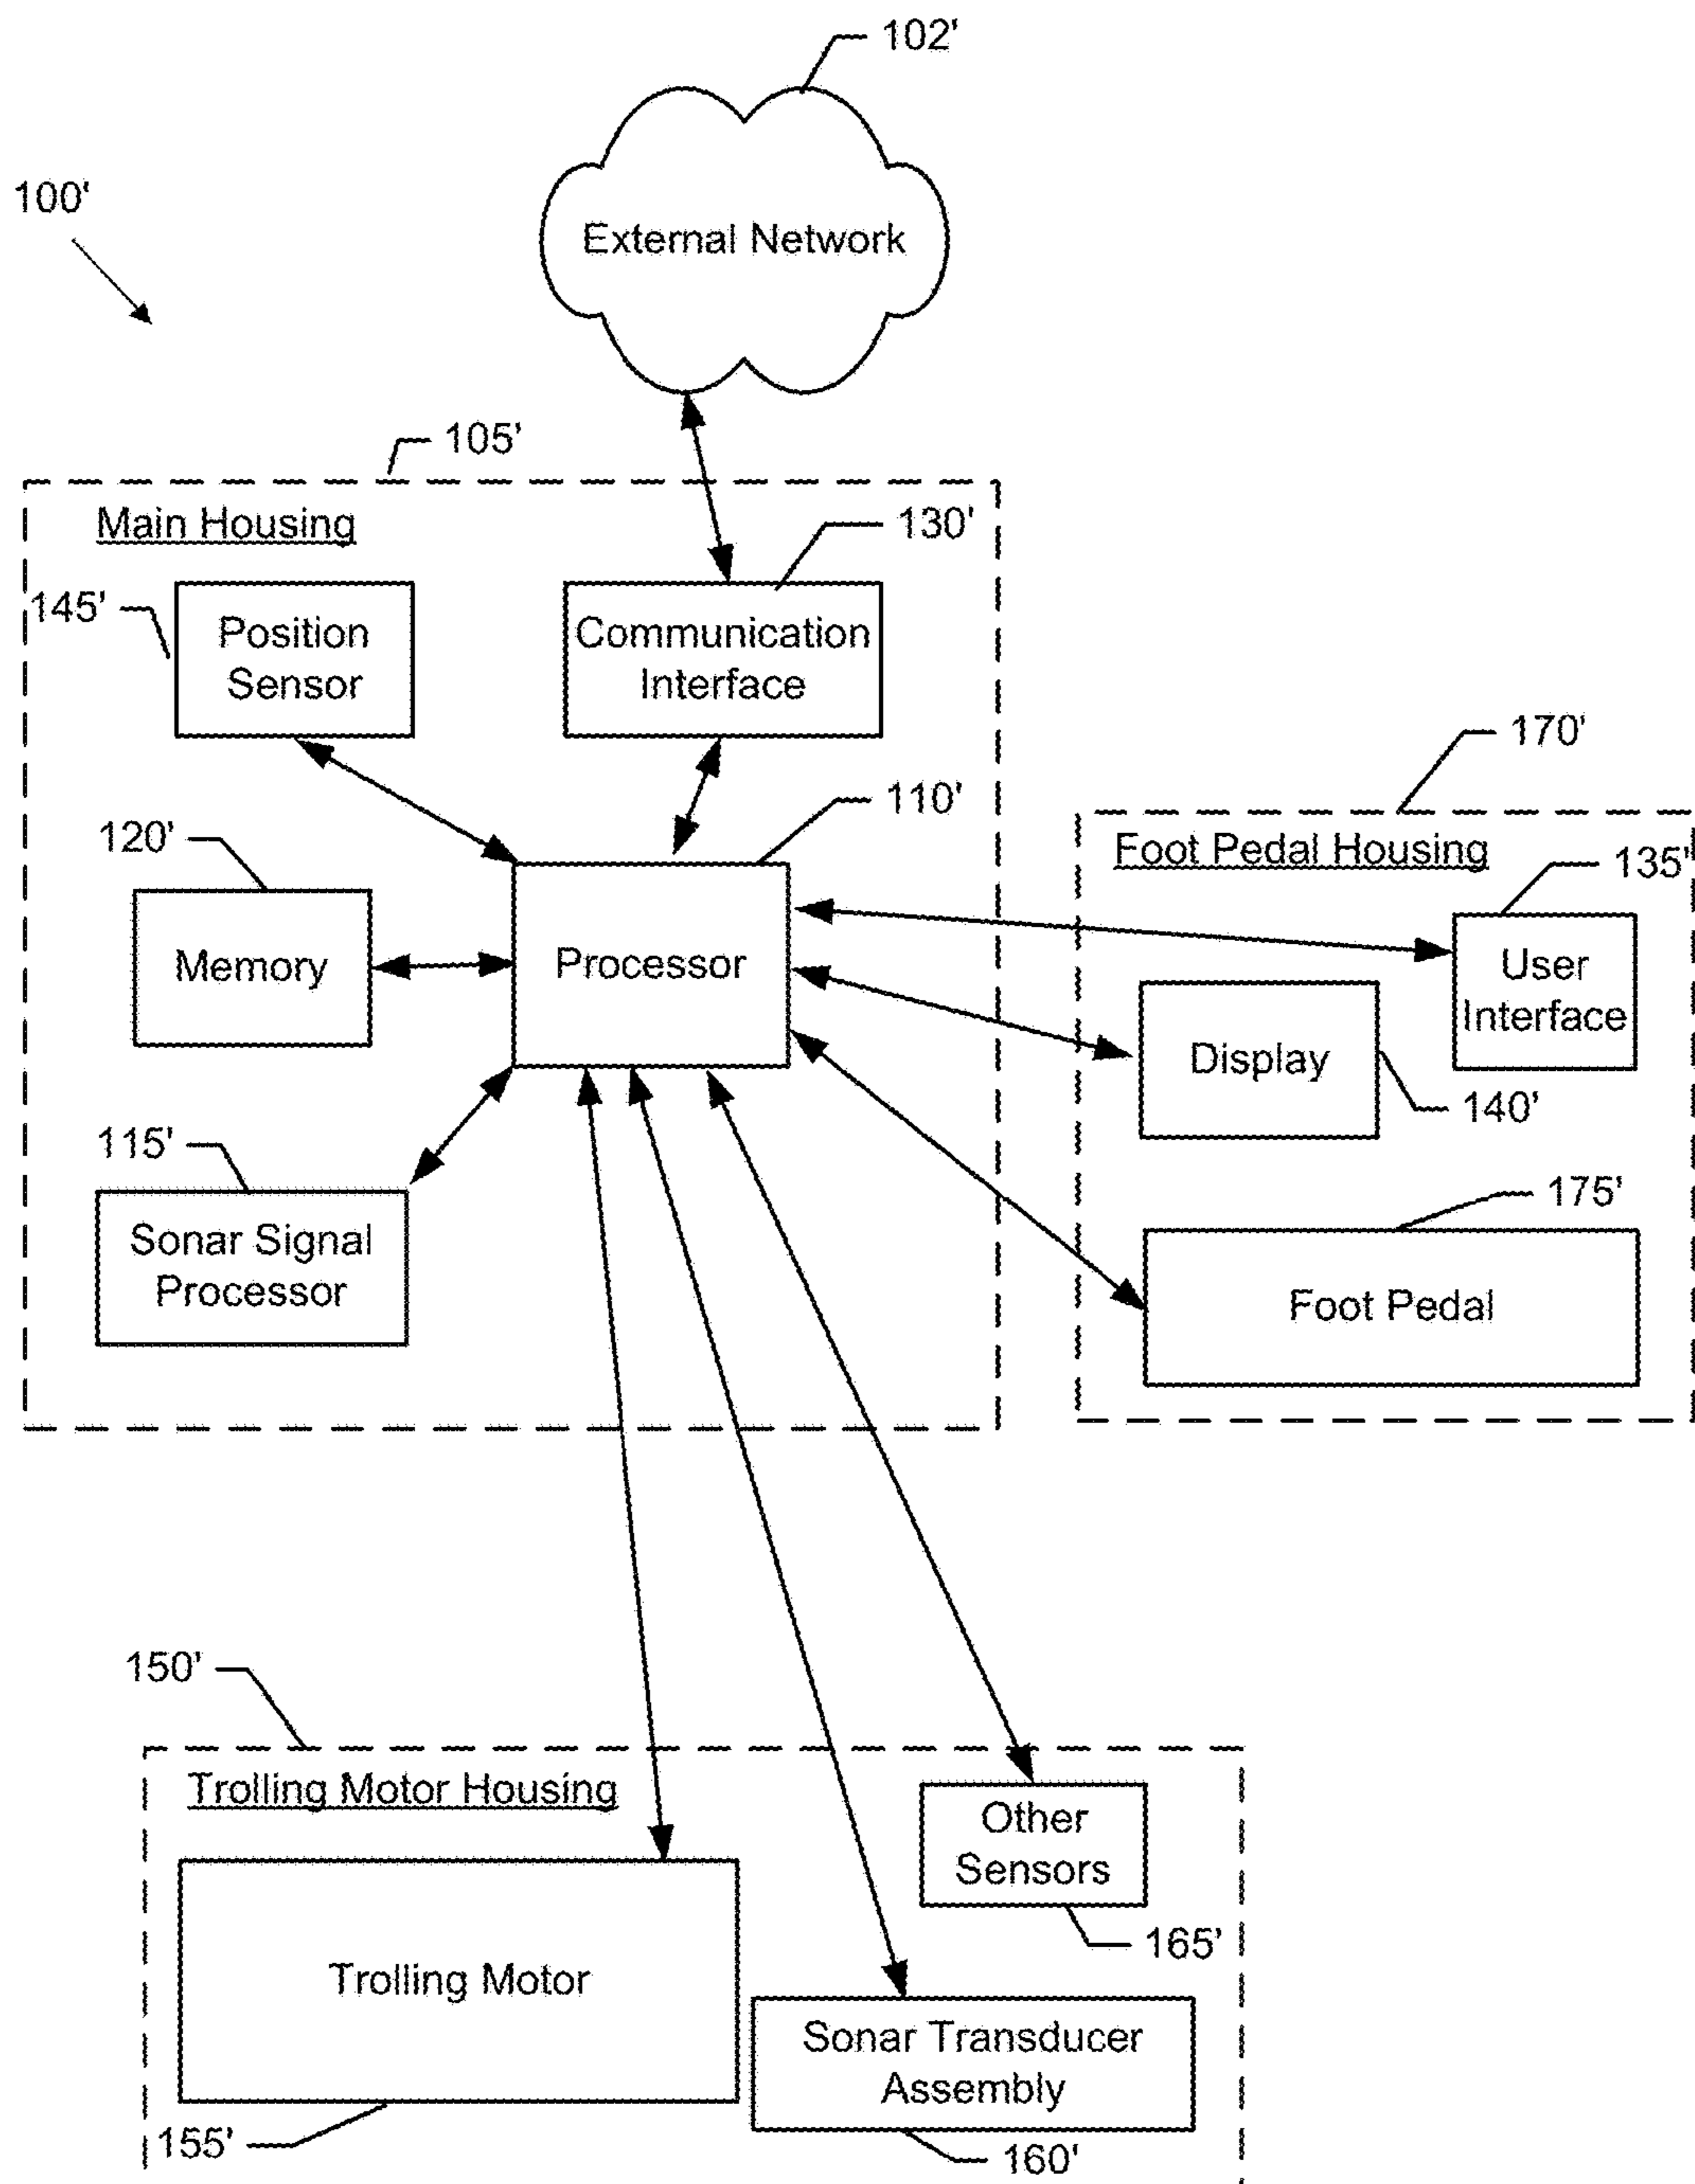 102'
100'
External Network
105'
Main Housing
130'
145'
Position
Sensor
Communication
Interface
170'
110'
120'
Foot Pedal Housing
135'
Memory
Processor
User
Interface
Display
140'
115'
175'
Sonar Signal
Processor
Foot Pedal
150'
Trolling Motor Housing
Other
Sensors
165'
Trolling Motor
Sonar Transducer
Assembly
155'
160'